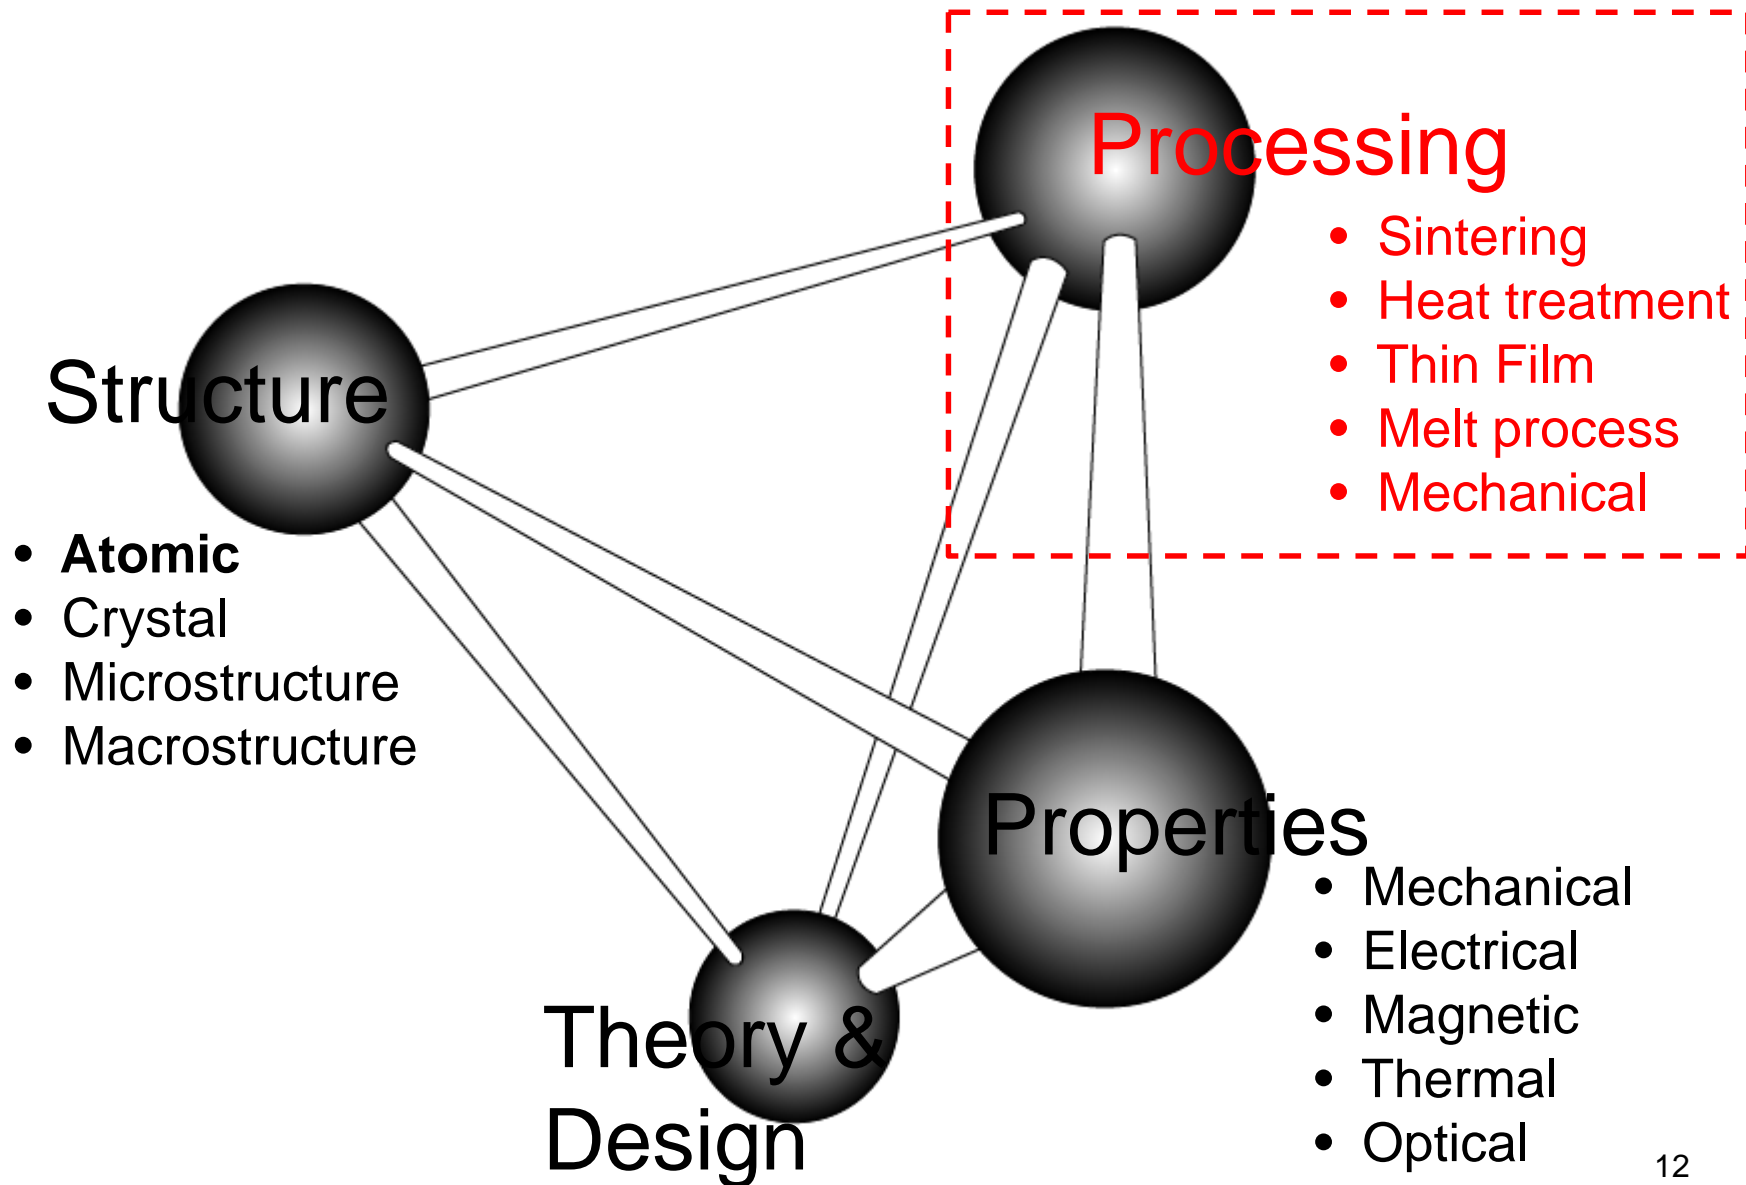 Processing
• Sintering
• Heat treatment
• Thin Film
• Melt process
• Mechanical
Structure
• Atomic
• Crystal
• Microstructure
• Macrostructure
Properties
• Mechanical
• Electrical
• Magnetic
• Thermal
• Optical
Theory &
Design
12